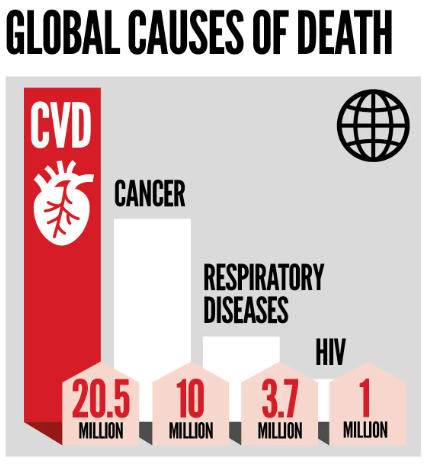 GLOBAL CAUSES OF DEATH
CVD
CANCER
RESPIRATORY
DISEASES
HIV
20.5
MILLION
10
MILLION
3.7
MILLION
1
MILLION